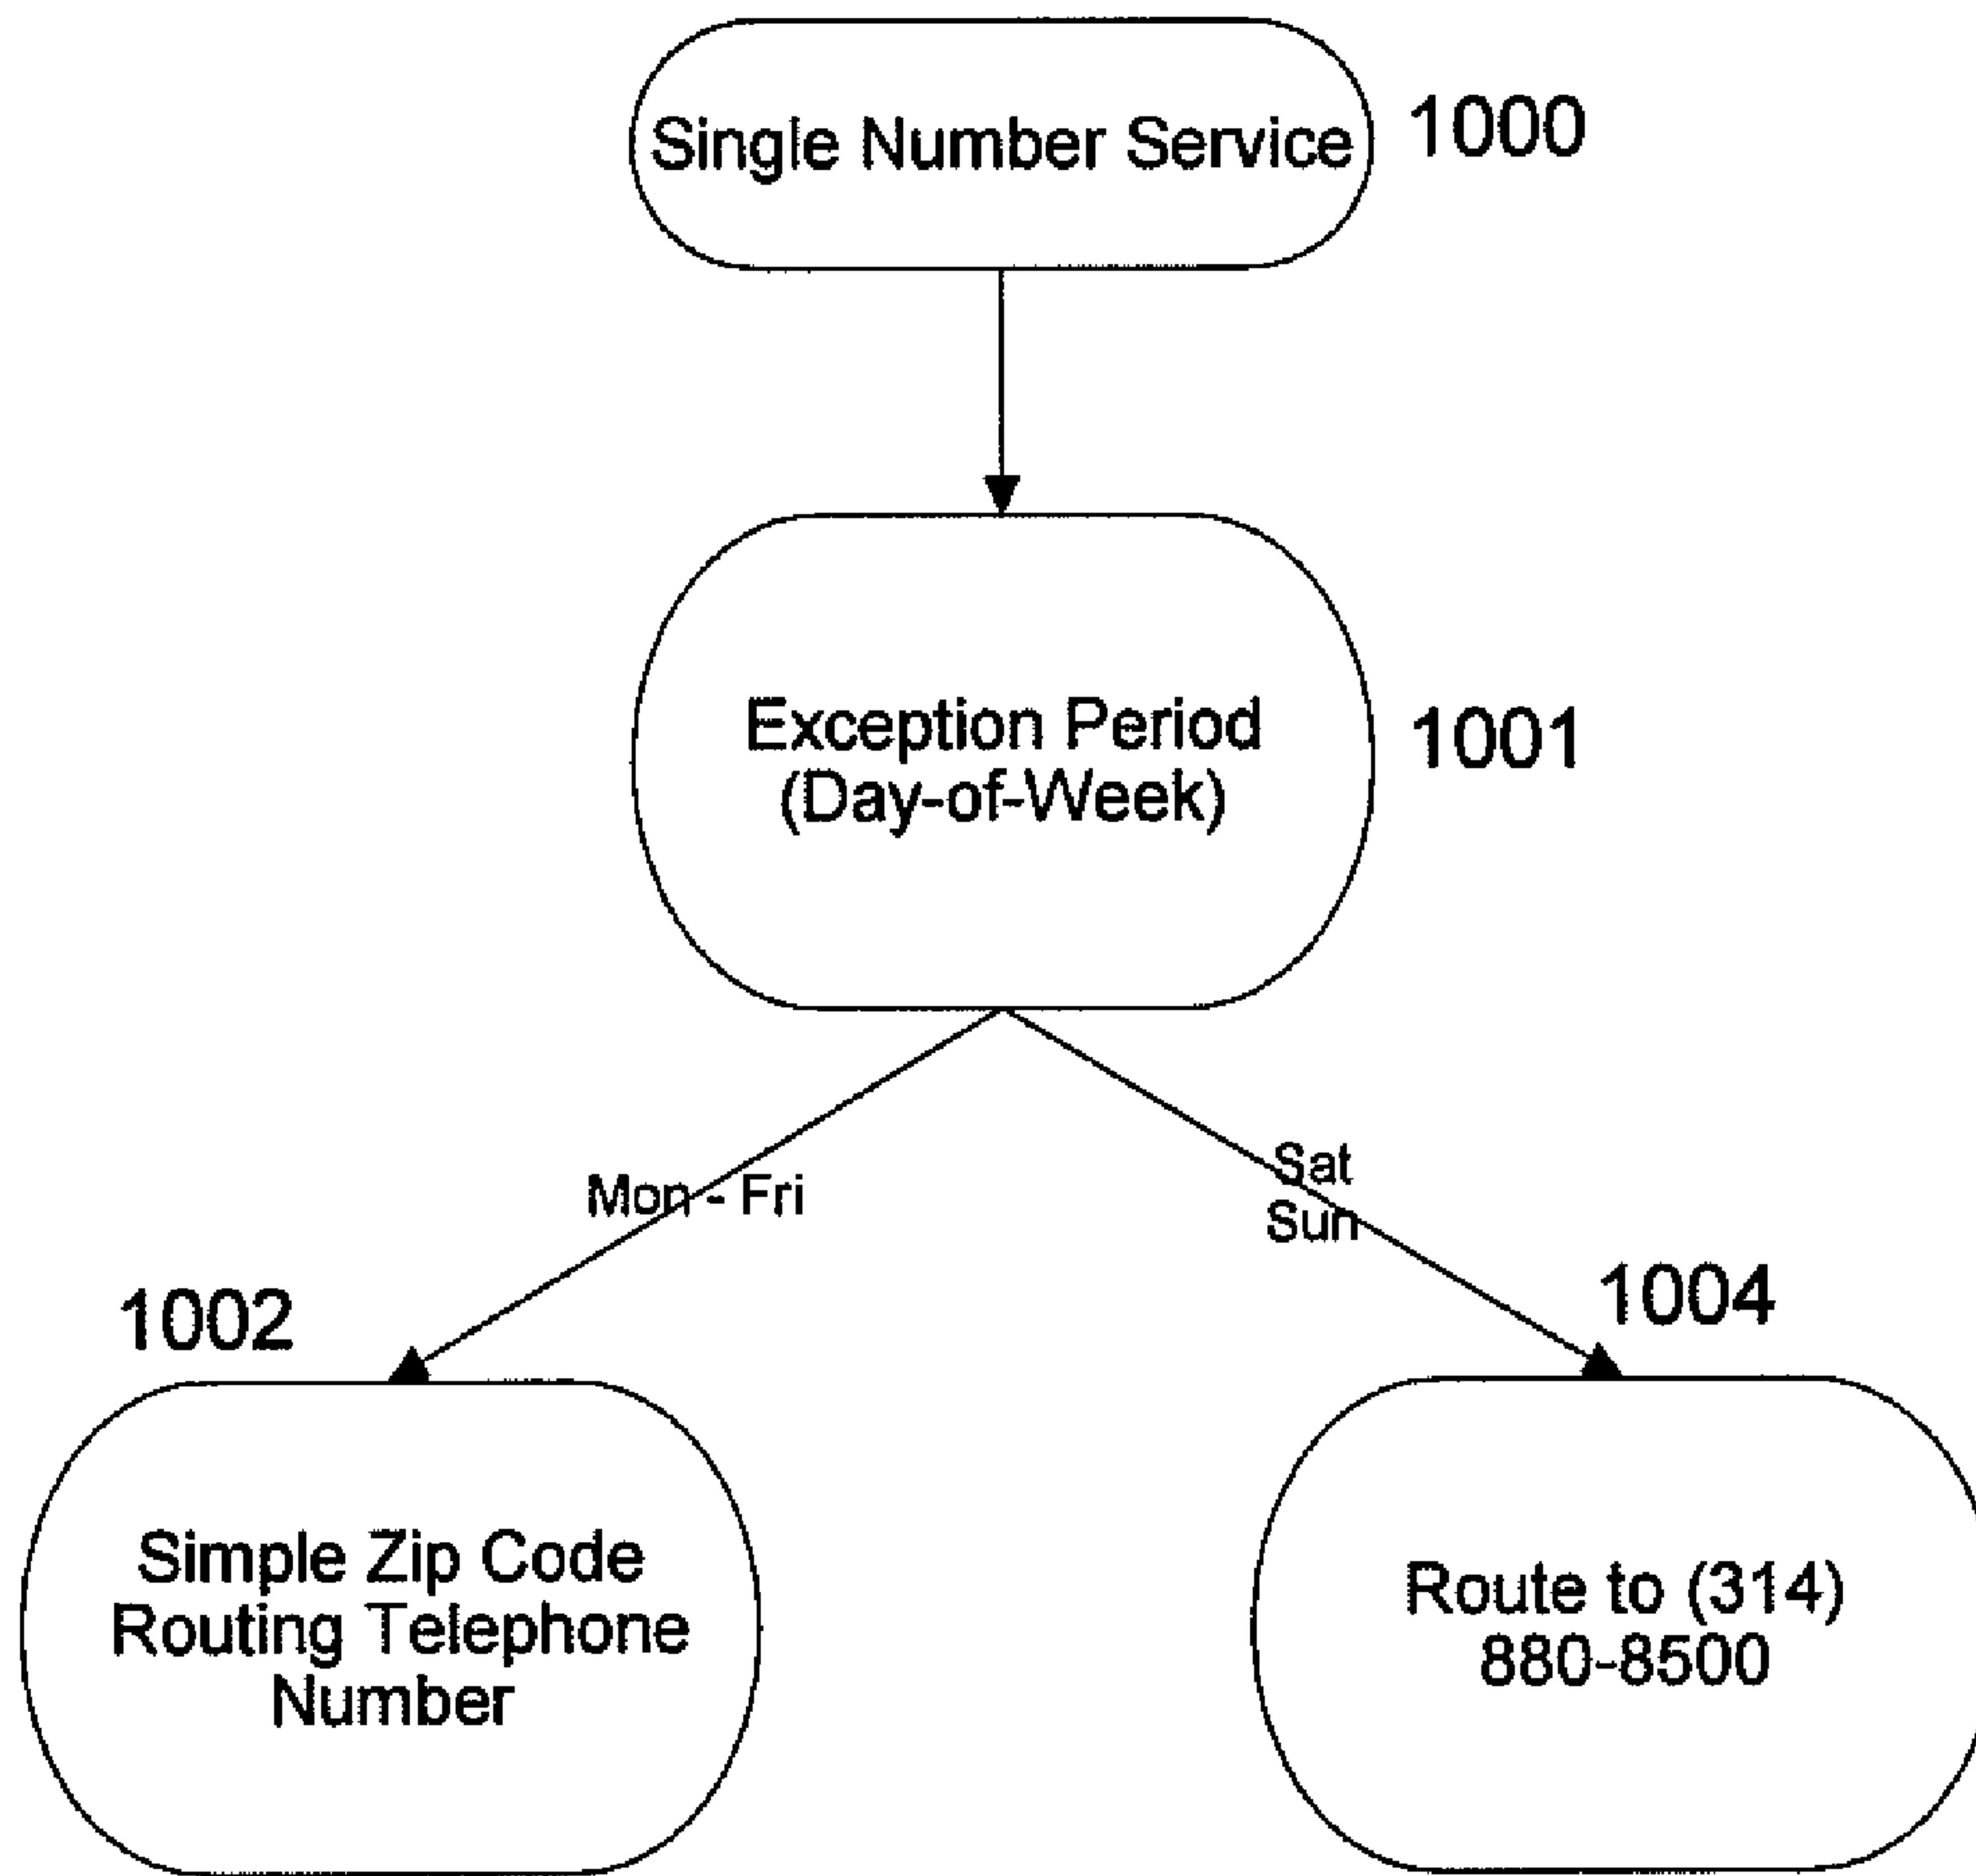 Single Number Service
1000
Exception Period
(Day-of-Week)
1001
Mon - Fri
Sat
Sun
1002
1004
Simple Zip Code
Routing Telephone
Number
Route to (314)
880-8500